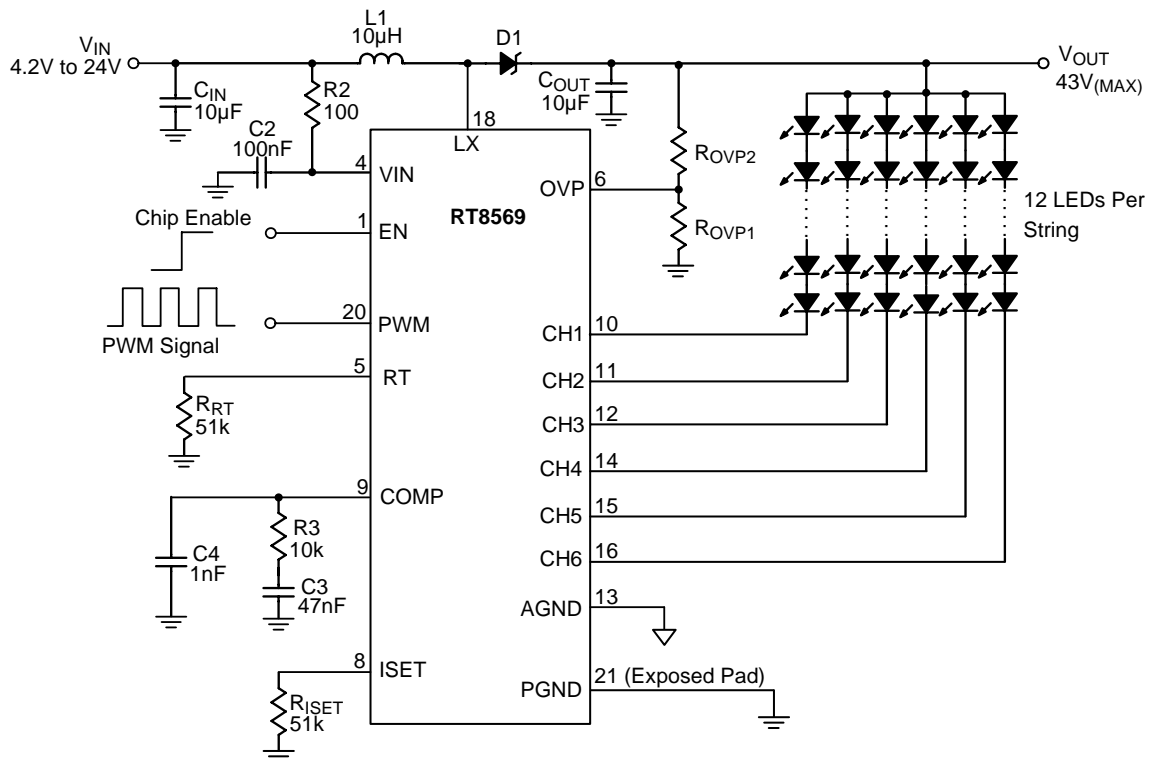 L1
10µH
D1
VIN
4.2V to 24V
VOUT
43V(MAX)
CIN
10µF
R2
100
COUT
10µF
C2
100nF
18
LX
4
VIN
ROVP2
6
OVP
RT8569
ROVP1
12 LEDs Per
String
Chip Enable
1
EN
20
PWM
PWM Signal
CH1
10
5
RT
CH2
11
RRT
51k
CH3
12
CH4
14
9
COMP
CH5
15
R3
10k
CH6
16
C4
1nF
C3
47nF
AGND
13
8
ISET
PGND
21 (Exposed Pad)
RISET
51k